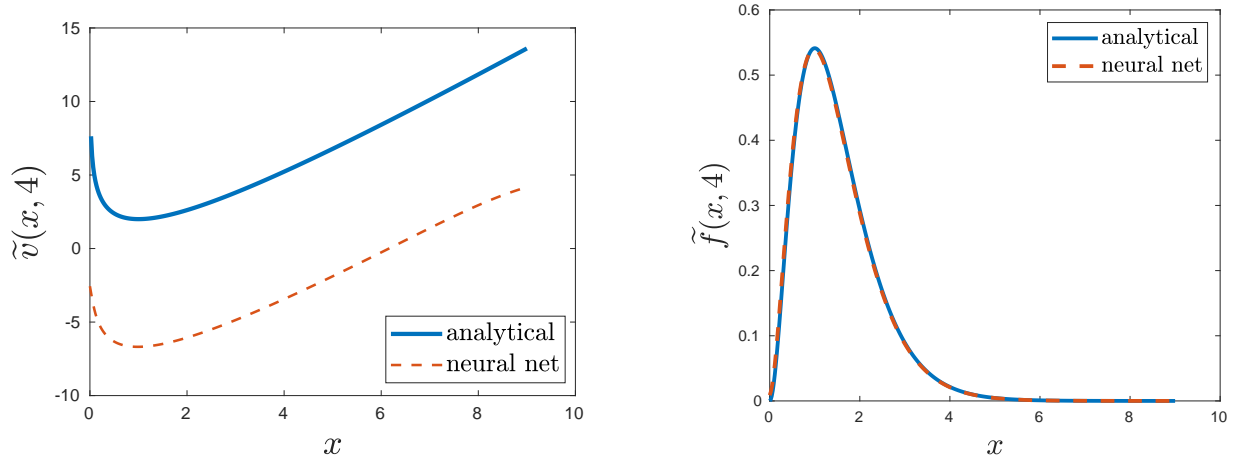 15
10
5
0
-5
-10
ṽ(x, 4)
analytical
neural net
0 2 4 6 8 10
x
0.6
0.5
0.4
0.3
0.2
0.1
0
f̃(x, 4)
analytical
neural net
0 2 4 6 8 10
x